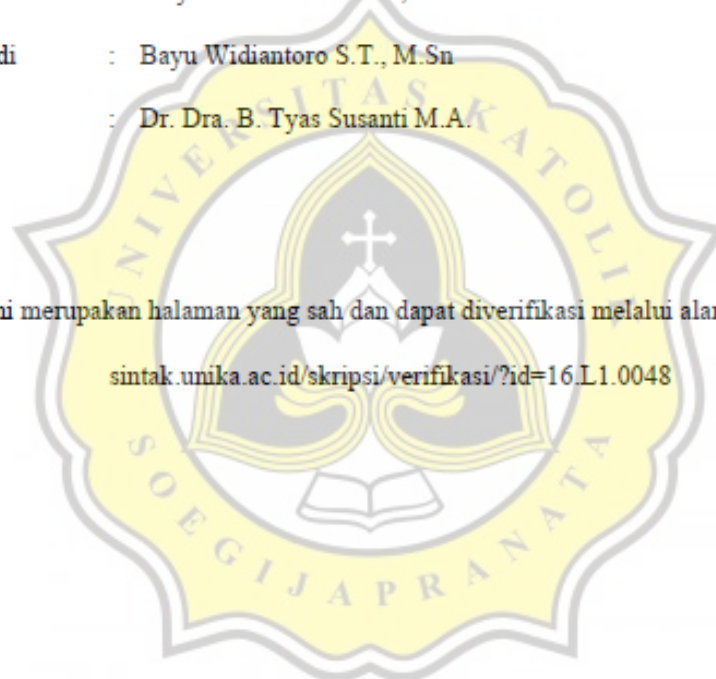 di : Bayu Widiantoro S.T., M.Sn
: Dr. Dra. B. Tyas Susanti M.A.
UNIVERSITAS KATOLIK
ni merupakan halaman yang sah dan dapat diverifikasi melalui alan
sintak.unika.ac.id/skripsi/verifikasi/?id=16.L1.0048
SOEGIJAPRANATA